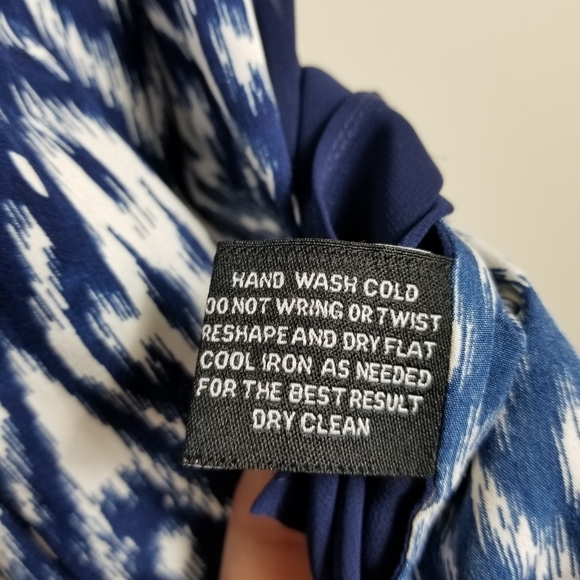 HAND WASH COLD
DO NOT WRING OR TWIST
RESHAPE AND DRY FLAT
COOL IRON AS NEEDED
FOR THE BEST RESULT
DRY CLEAN